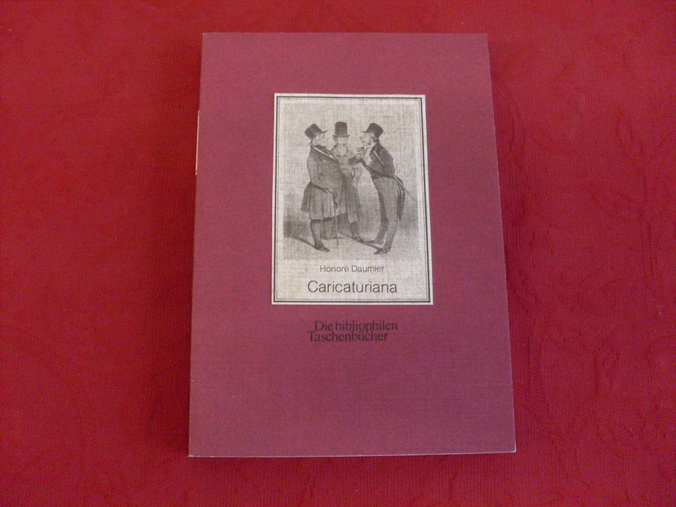 Honoré Daumier
Caricaturiana
Die bibliophilen
Taschenbücher